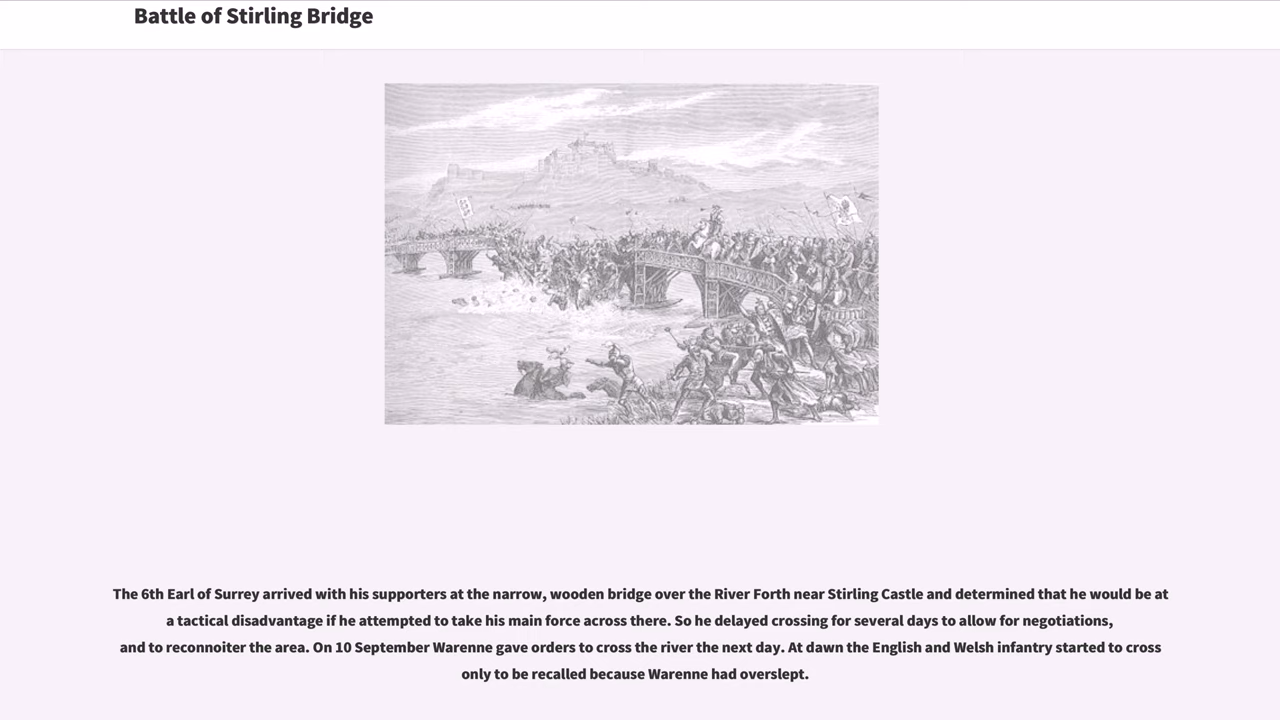 Battle of Stirling Bridge
The 6th Earl of Surrey arrived with his supporters at the narrow, wooden bridge over the River Forth near Stirling Castle and determined that he would be at
a tactical disadvantage if he attempted to take his main force across there. So he delayed crossing for several days to allow for negotiations,
and to reconnoiter the area. On 10 September Warenne gave orders to cross the river the next day. At dawn the English and Welsh infantry started to cross
only to be recalled because Warenne had overslept.